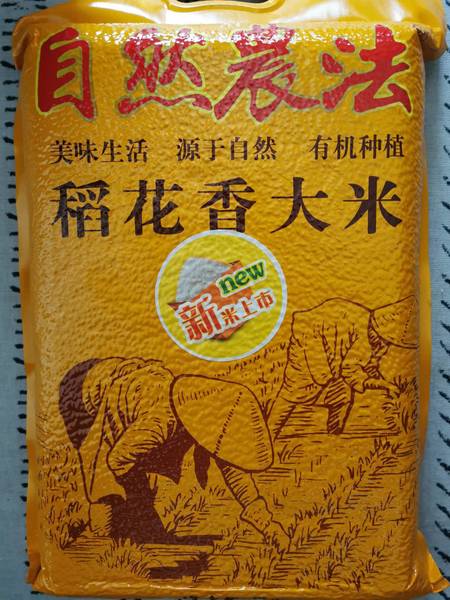 自然农法
美味生活 源于自然 有机种植
稻花香大米
new
新米上市